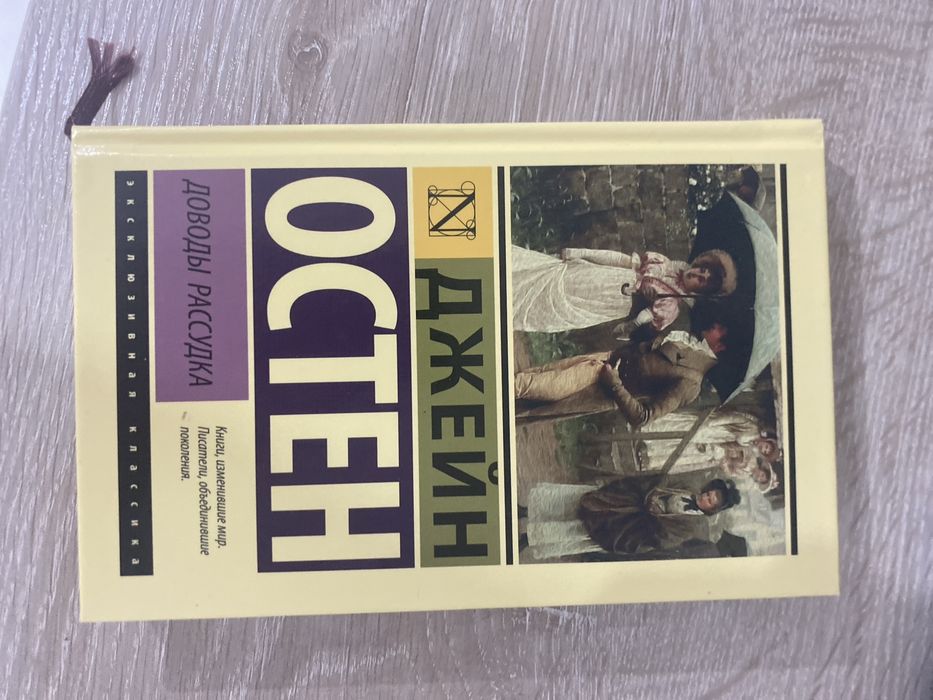 ДЖЕЙН
ОСТЕН
ДОВОДЫ РАССУДКА
Книги, изменившие мир.
Писатели, объединившие
поколения.
ЭКСКЛЮЗИВНАЯ КЛАССИКА